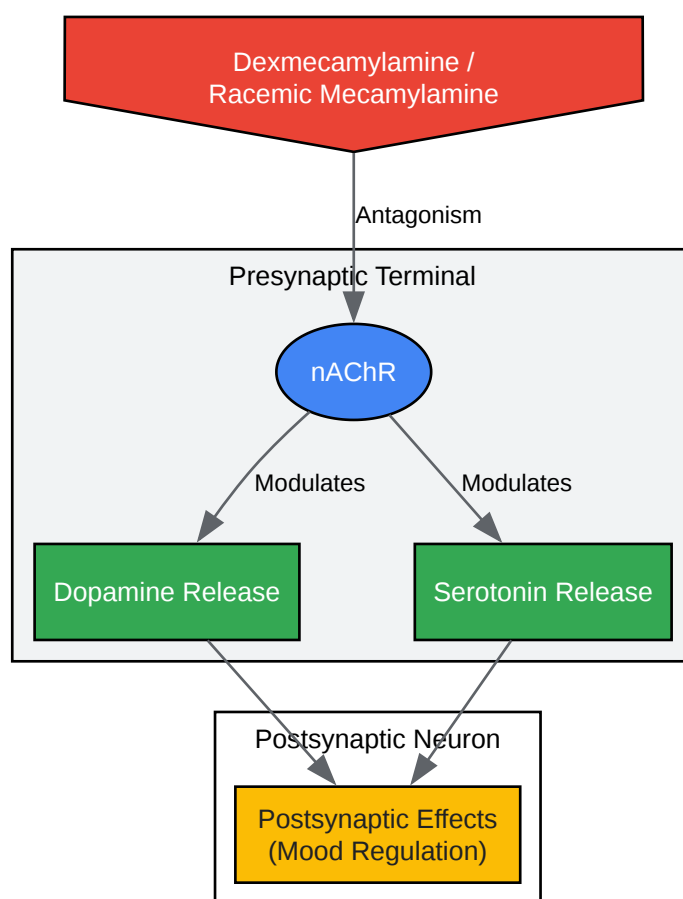 Dexmecamylamine /
Racemic Mecamylamine
Antagonism
Presynaptic Terminal
nAChR
Modulates
Modulates
Dopamine Release
Serotonin Release
Postsynaptic Neuron
Postsynaptic Effects
(Mood Regulation)